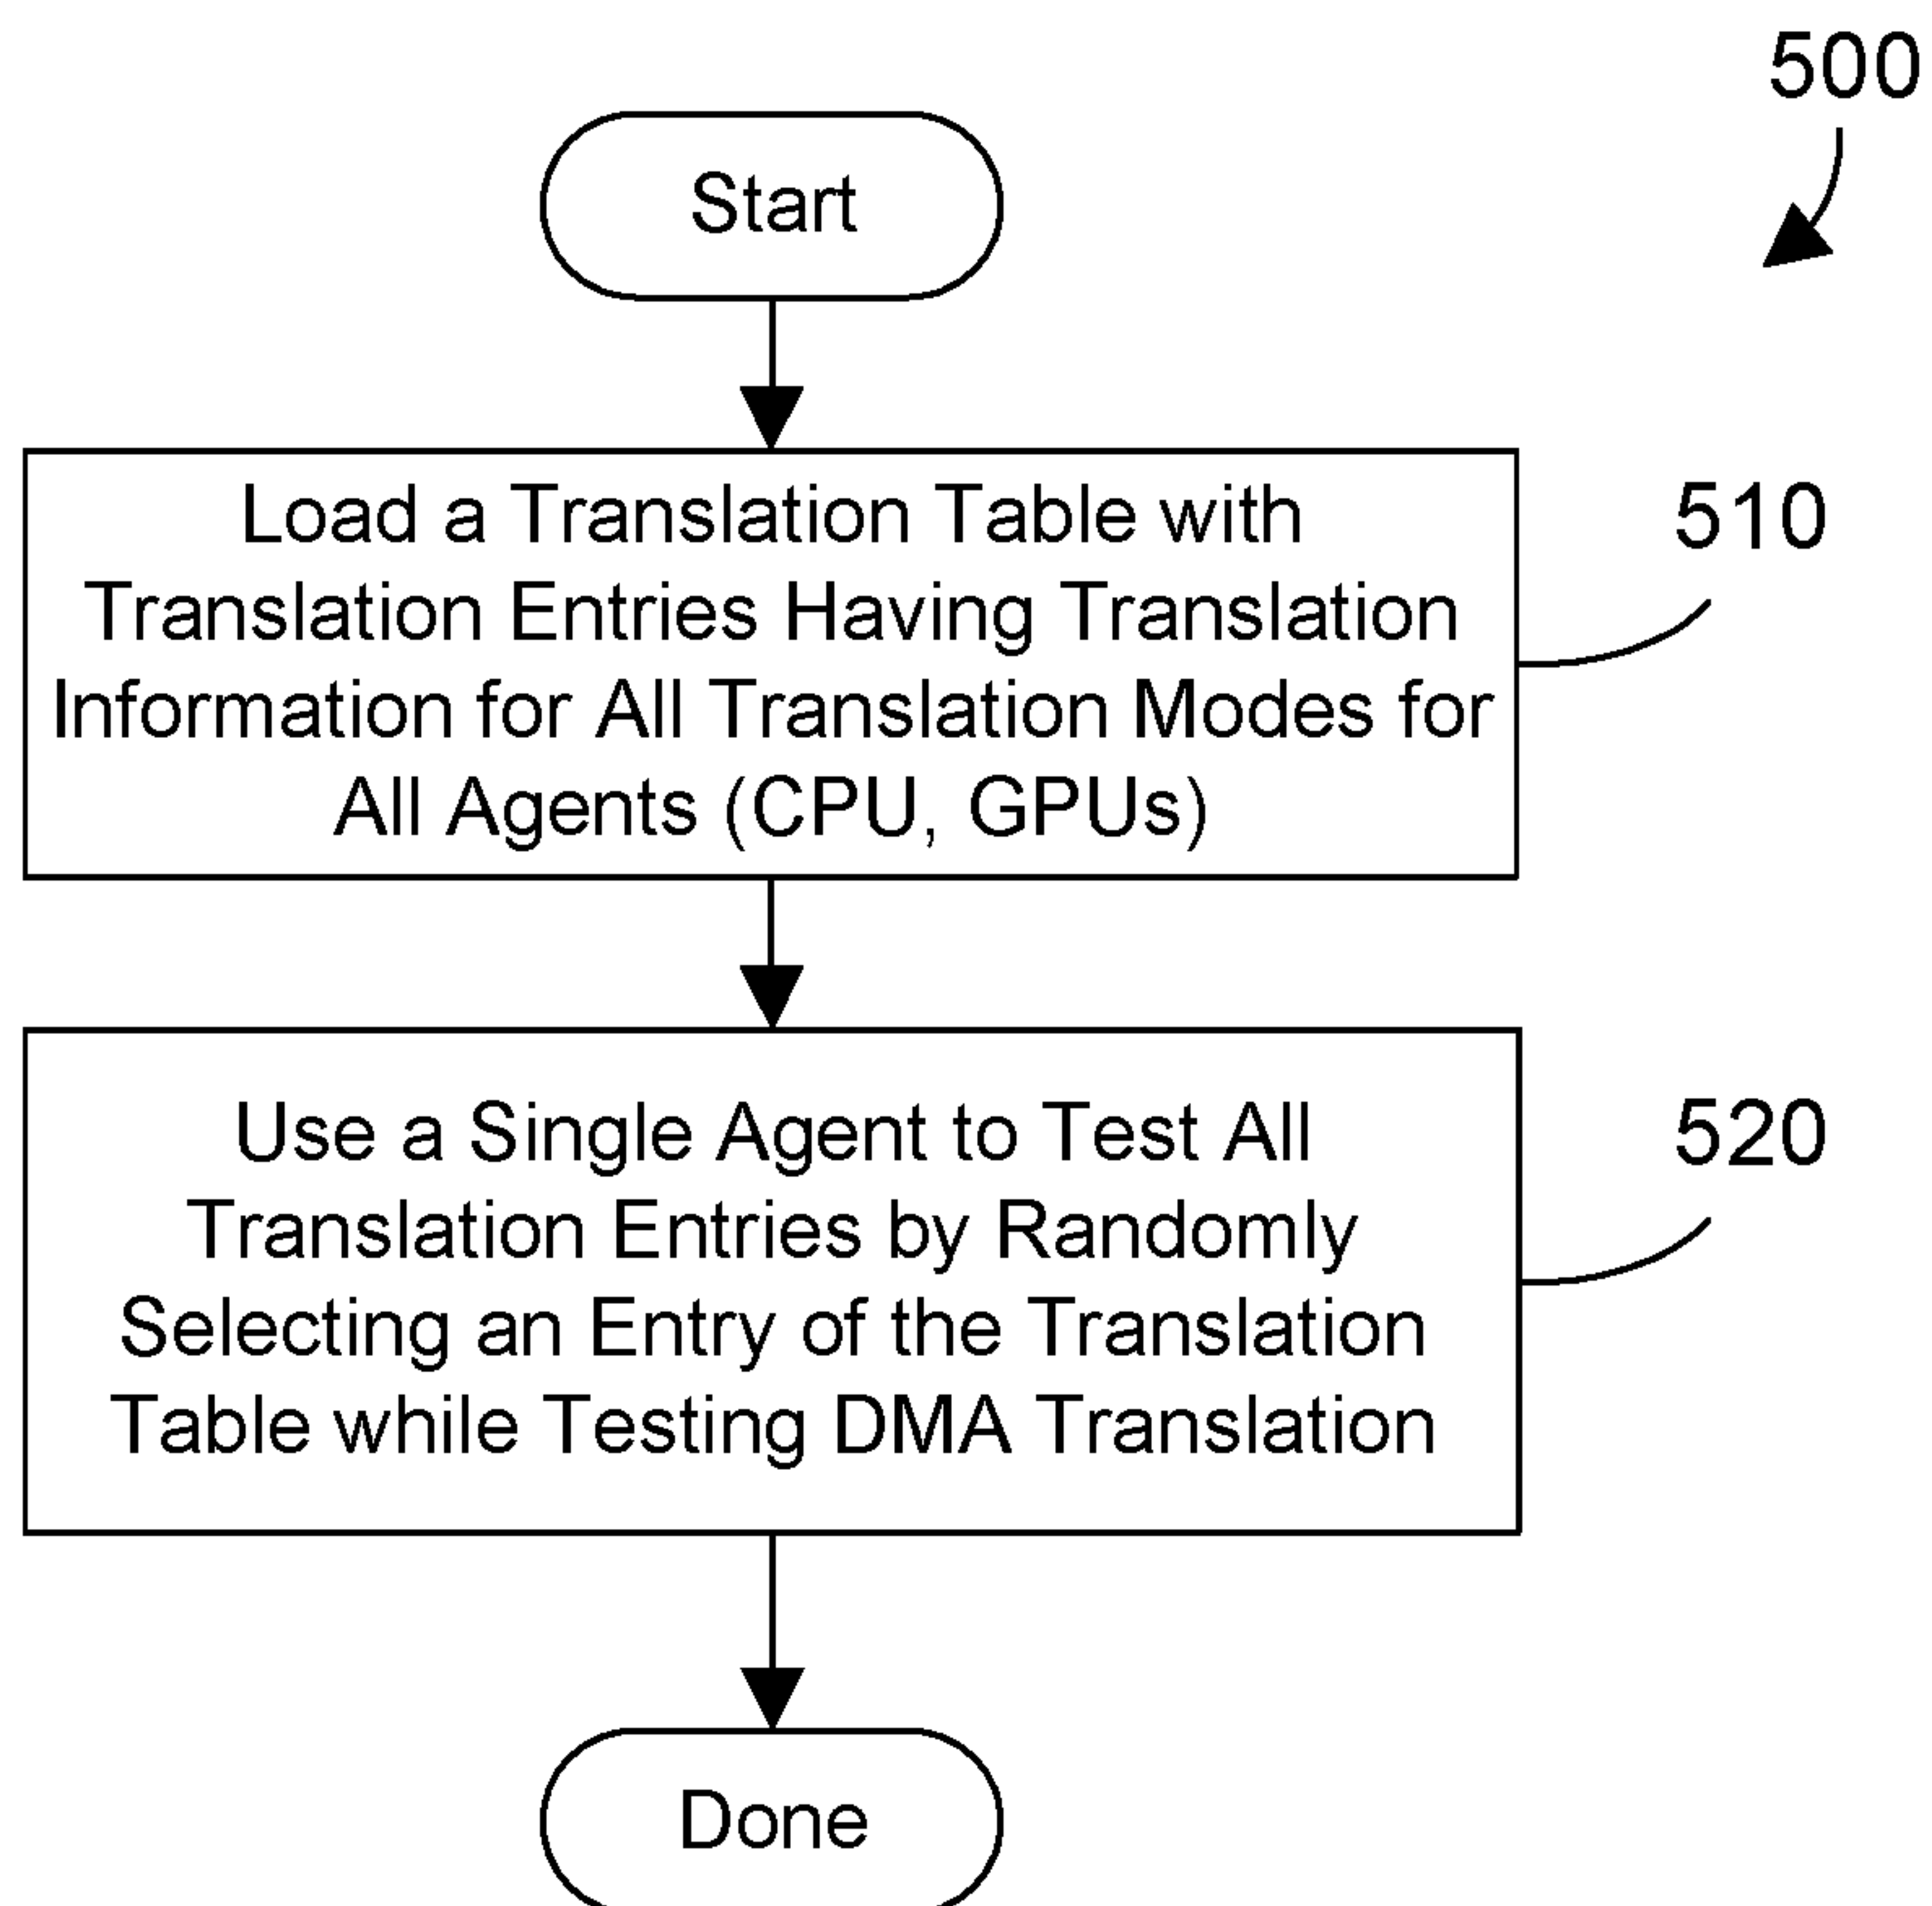 500
Start
Load a Translation Table with
Translation Entries Having Translation
Information for All Translation Modes for
All Agents (CPU, GPUs)
510
Use a Single Agent to Test All
Translation Entries by Randomly
Selecting an Entry of the Translation
Table while Testing DMA Translation
520
Done